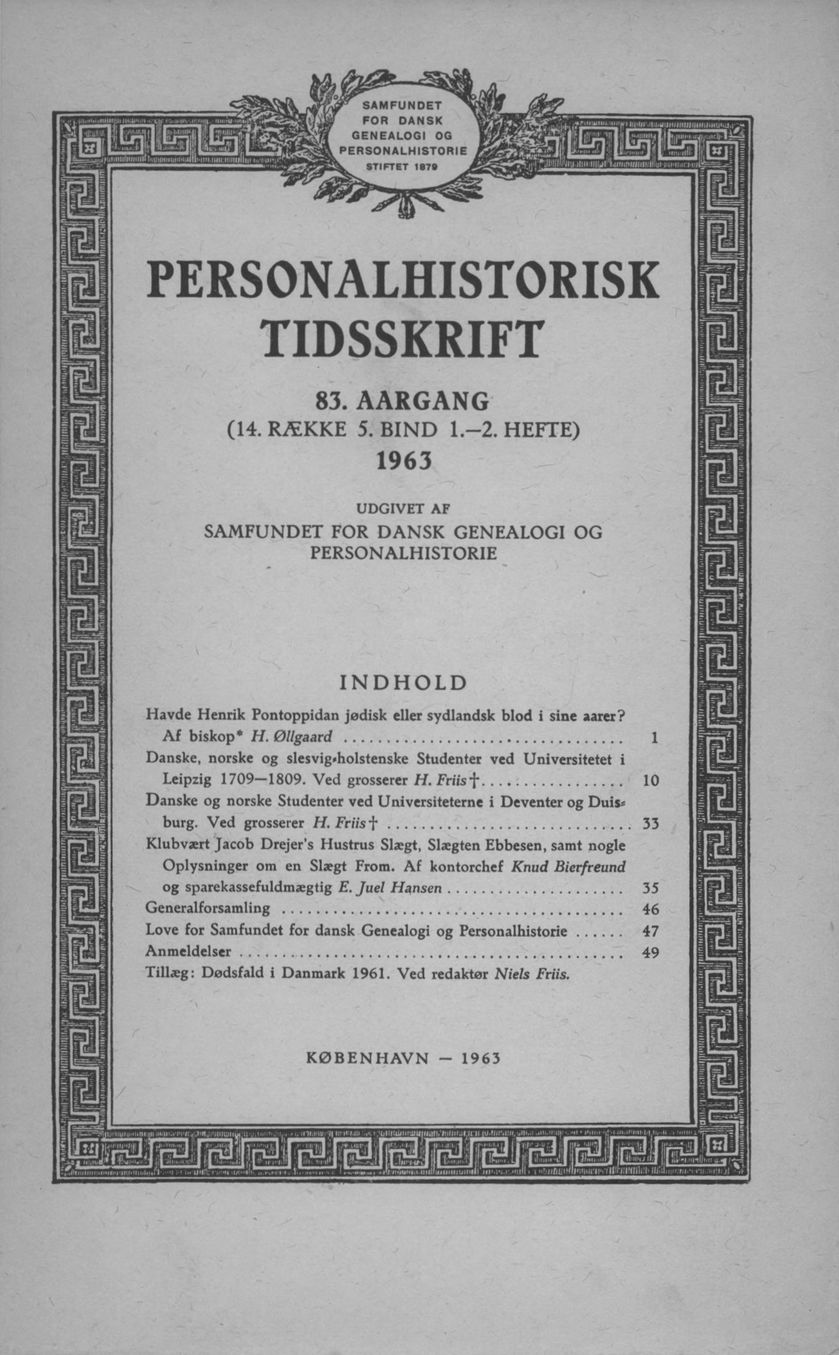 SAMFUNDET
FOR DANSK
GENEALOGI OG
PERSONALHISTORIE
STIFTET 1879
PERSONALHISTORISK
TIDSSKRIFT
83. AARGANG
(14. RÆKKE 5. BIND 1.—2. HEFTE)
1963
UDGIVET AF
SAMFUNDET FOR DANSK GENEALOGI OG
PERSONALHISTORIE
INDHOLD
Havde Henrik Pontoppidan jødisk eller sydlandsk blod i sine aarer?
Af biskop* H. Øllgaard ................................. 1
Danske, norske og slesvig-holstenske Studenter ved Universitetet i
Leipzig 1709—1809. Ved grosserer H. Friis †................. 10
Danske og norske Studenter ved Universiteterne i Deventer og Duis-
burg. Ved grosserer H. Friis † ............................. 33
Klubvært Jacob Drejer's Hustrus Slægt, Slægten Ebbesen, samt nogle
Oplysninger om en Slægt From. Af kontorchef Knud Bierfreund
og sparekassefuldmægtig E. Juel Hansen ..................... 35
Generalforsamling ........................................ 46
Love for Samfundet for dansk Genealogi og Personalhistorie ...... 47
Anmeldelser ............................................. 49
Tillæg: Dødsfald i Danmark 1961. Ved redaktør Niels Friis.
KØBENHAVN — 1963